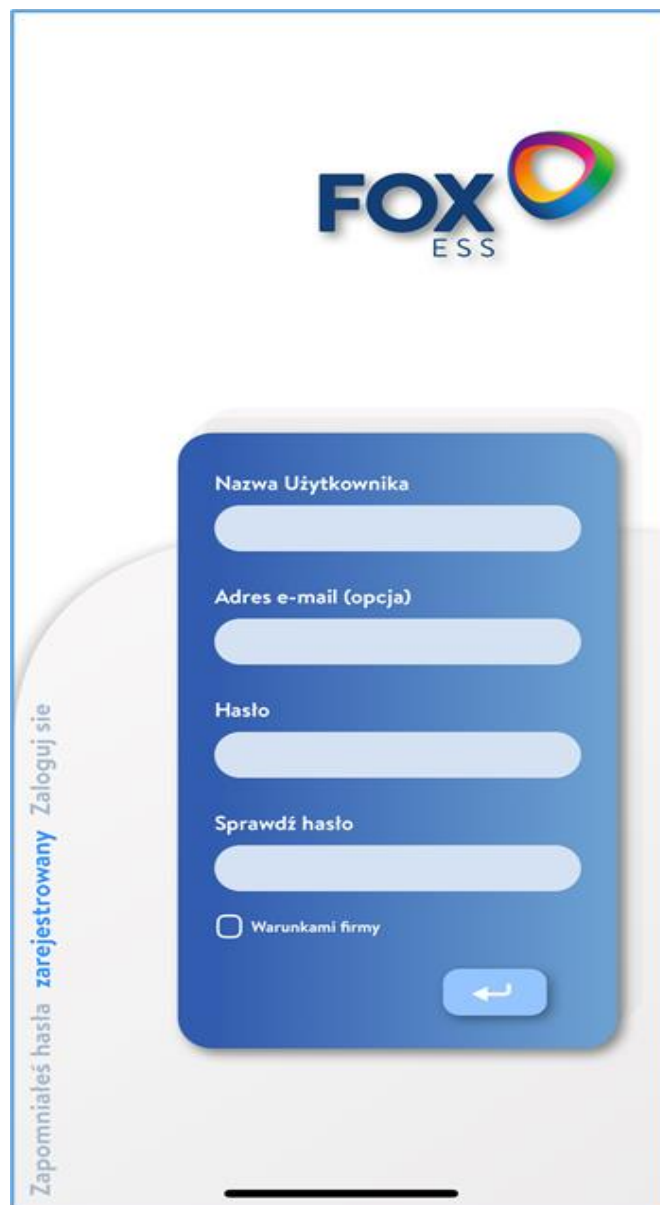 FOX
ESS
Nazwa Użytkownika
Adres e-mail (opcja)
Hasło
Sprawdź hasło
Warunkami firmy
Zapomniałeś hasła zarejestrowany Zaloguj sie